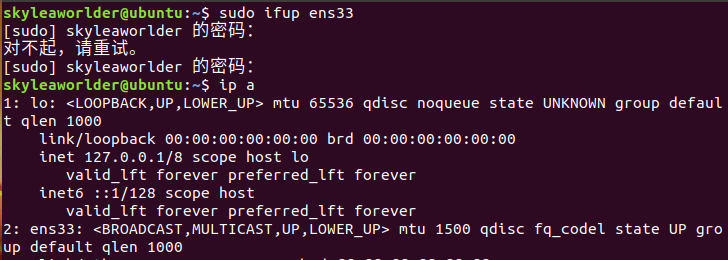 skyleaworlder@ubuntu:~$ sudo ifup ens33
[sudo] skyleaworlder 的密码：
对不起，请重试。
[sudo] skyleaworlder 的密码：
skyleaworlder@ubuntu:~$ ip a
1: lo: <LOOPBACK,UP,LOWER_UP> mtu 65536 qdisc noqueue state UNKNOWN group defaul
t qlen 1000
    link/loopback 00:00:00:00:00:00 brd 00:00:00:00:00:00
    inet 127.0.0.1/8 scope host lo
       valid_lft forever preferred_lft forever
    inet6 ::1/128 scope host
       valid_lft forever preferred_lft forever
2: ens33: <BROADCAST,MULTICAST,UP,LOWER_UP> mtu 1500 qdisc fq_codel state UP gro
up default qlen 1000